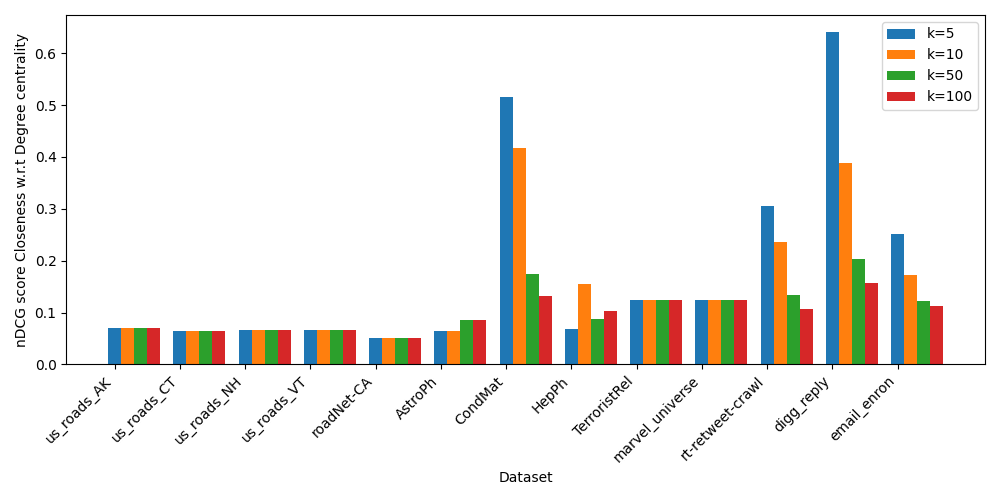 nDCG score Closeness w.r.t Degree centrality
0.6
0.5
0.4
0.3
0.2
0.1
0.0
k=5
k=10
k=50
k=100
us_roads_AK
us_roads_CT
us_roads_NH
us_roads_VT
roadNet-CA
AstroPh
CondMat
HepPh
TerroristRel
marvel_universe
rt-retweet-crawl
digg_reply
email_enron
Dataset